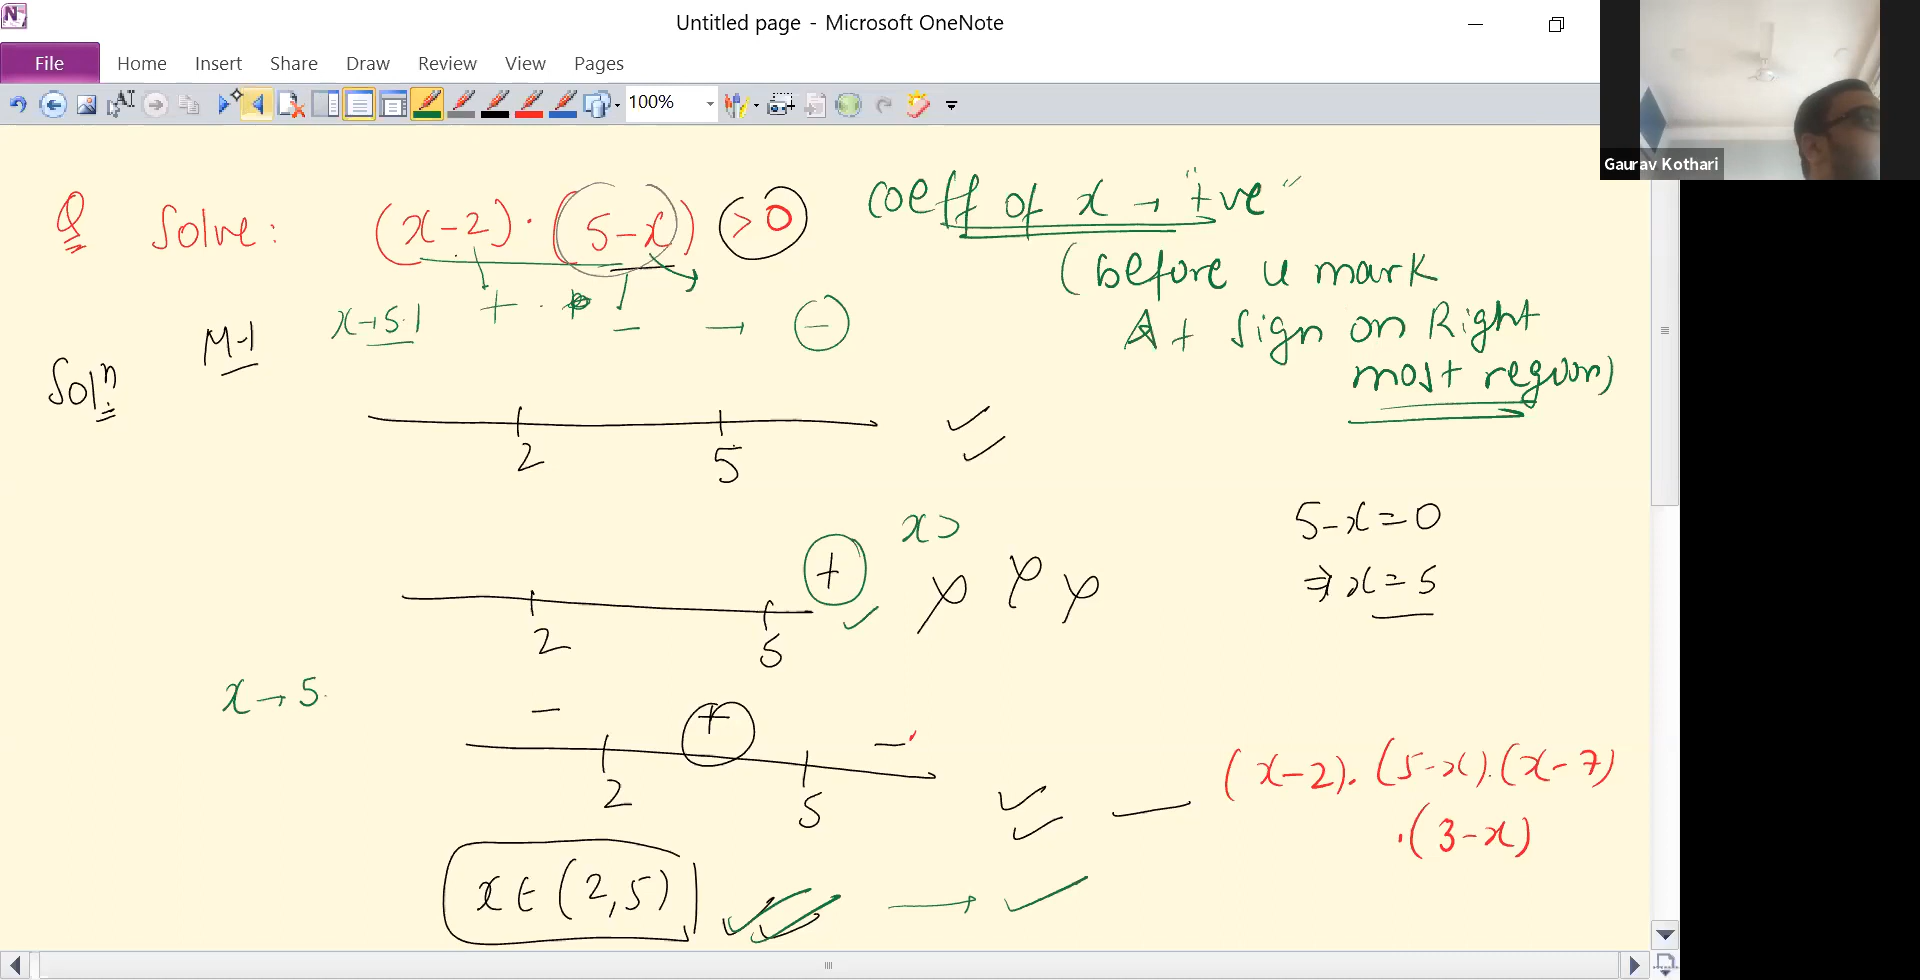 Untitled page - Microsoft OneNote
File Home Insert Share Draw Review View Pages
100%
Gaurav Kothari
Q Solve: (x-2)·(5-x) >0
coeff of x → "+ve"
(before u mark
A + sign on Right
most region)
x→5.1 + · - → -
M-1
Solⁿ:
2 5
x>
+
2 5
5-x=0
⇒ x=5
x→5.
- + -
2 5
(x-2).(5-x).(x-7)
.(3-x)
x∈(2,5)